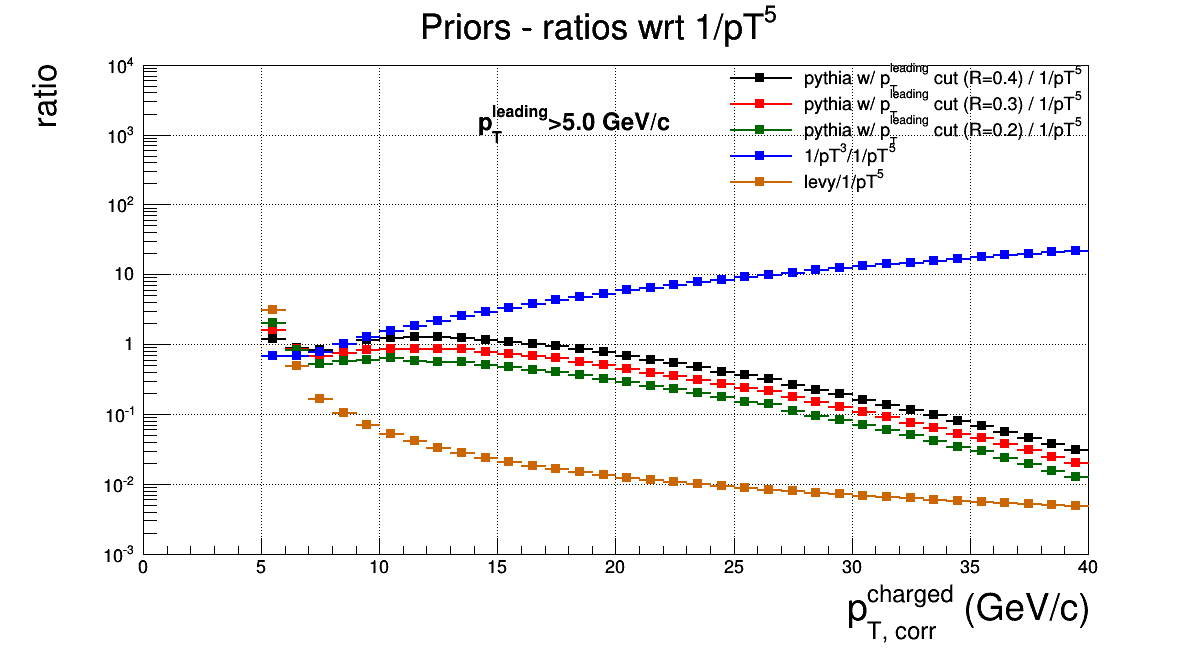 Priors - ratios wrt 1/pT^5
ratio
10^4
10^3
10^2
10
1
10^-1
10^-2
10^-3
p_T^leading>5.0 GeV/c
pythia w/ p_T^leading cut (R=0.4) / 1/pT^5
pythia w/ p_T^leading cut (R=0.3) / 1/pT^5
pythia w/ p_T^leading cut (R=0.2) / 1/pT^5
1/pT^3/1/pT^5
levy/1/pT^5
0 5 10 15 20 25 30 35 40
p_T, corr^charged (GeV/c)